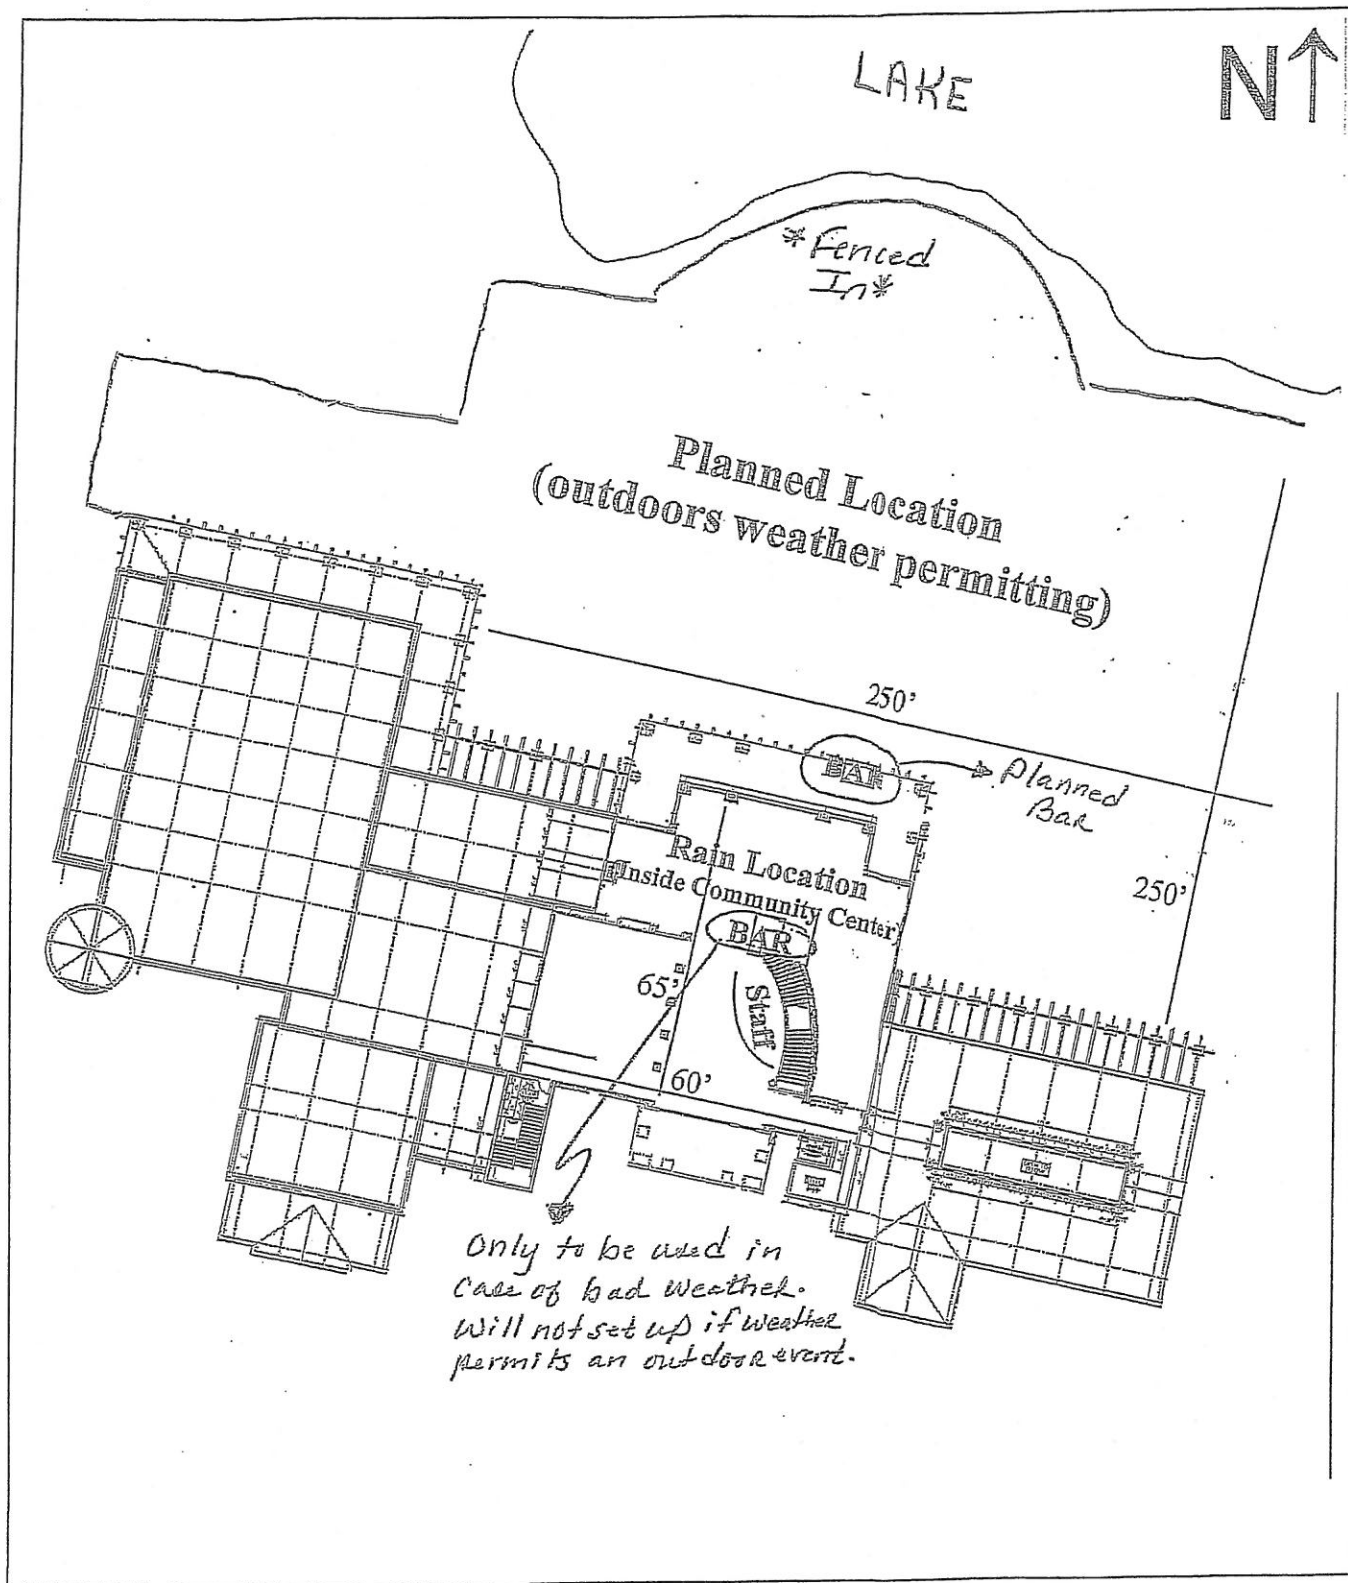 LAKE
N
*Fenced
In*
Planned Location
(outdoors weather permitting)
250'
BAR
Planned
Bar
Rain Location
(Inside Community Center)
250'
BAR
65'
Staff
60'
Only to be used in
case of bad weather.
Will not set up if weather
permits an outdoor event.